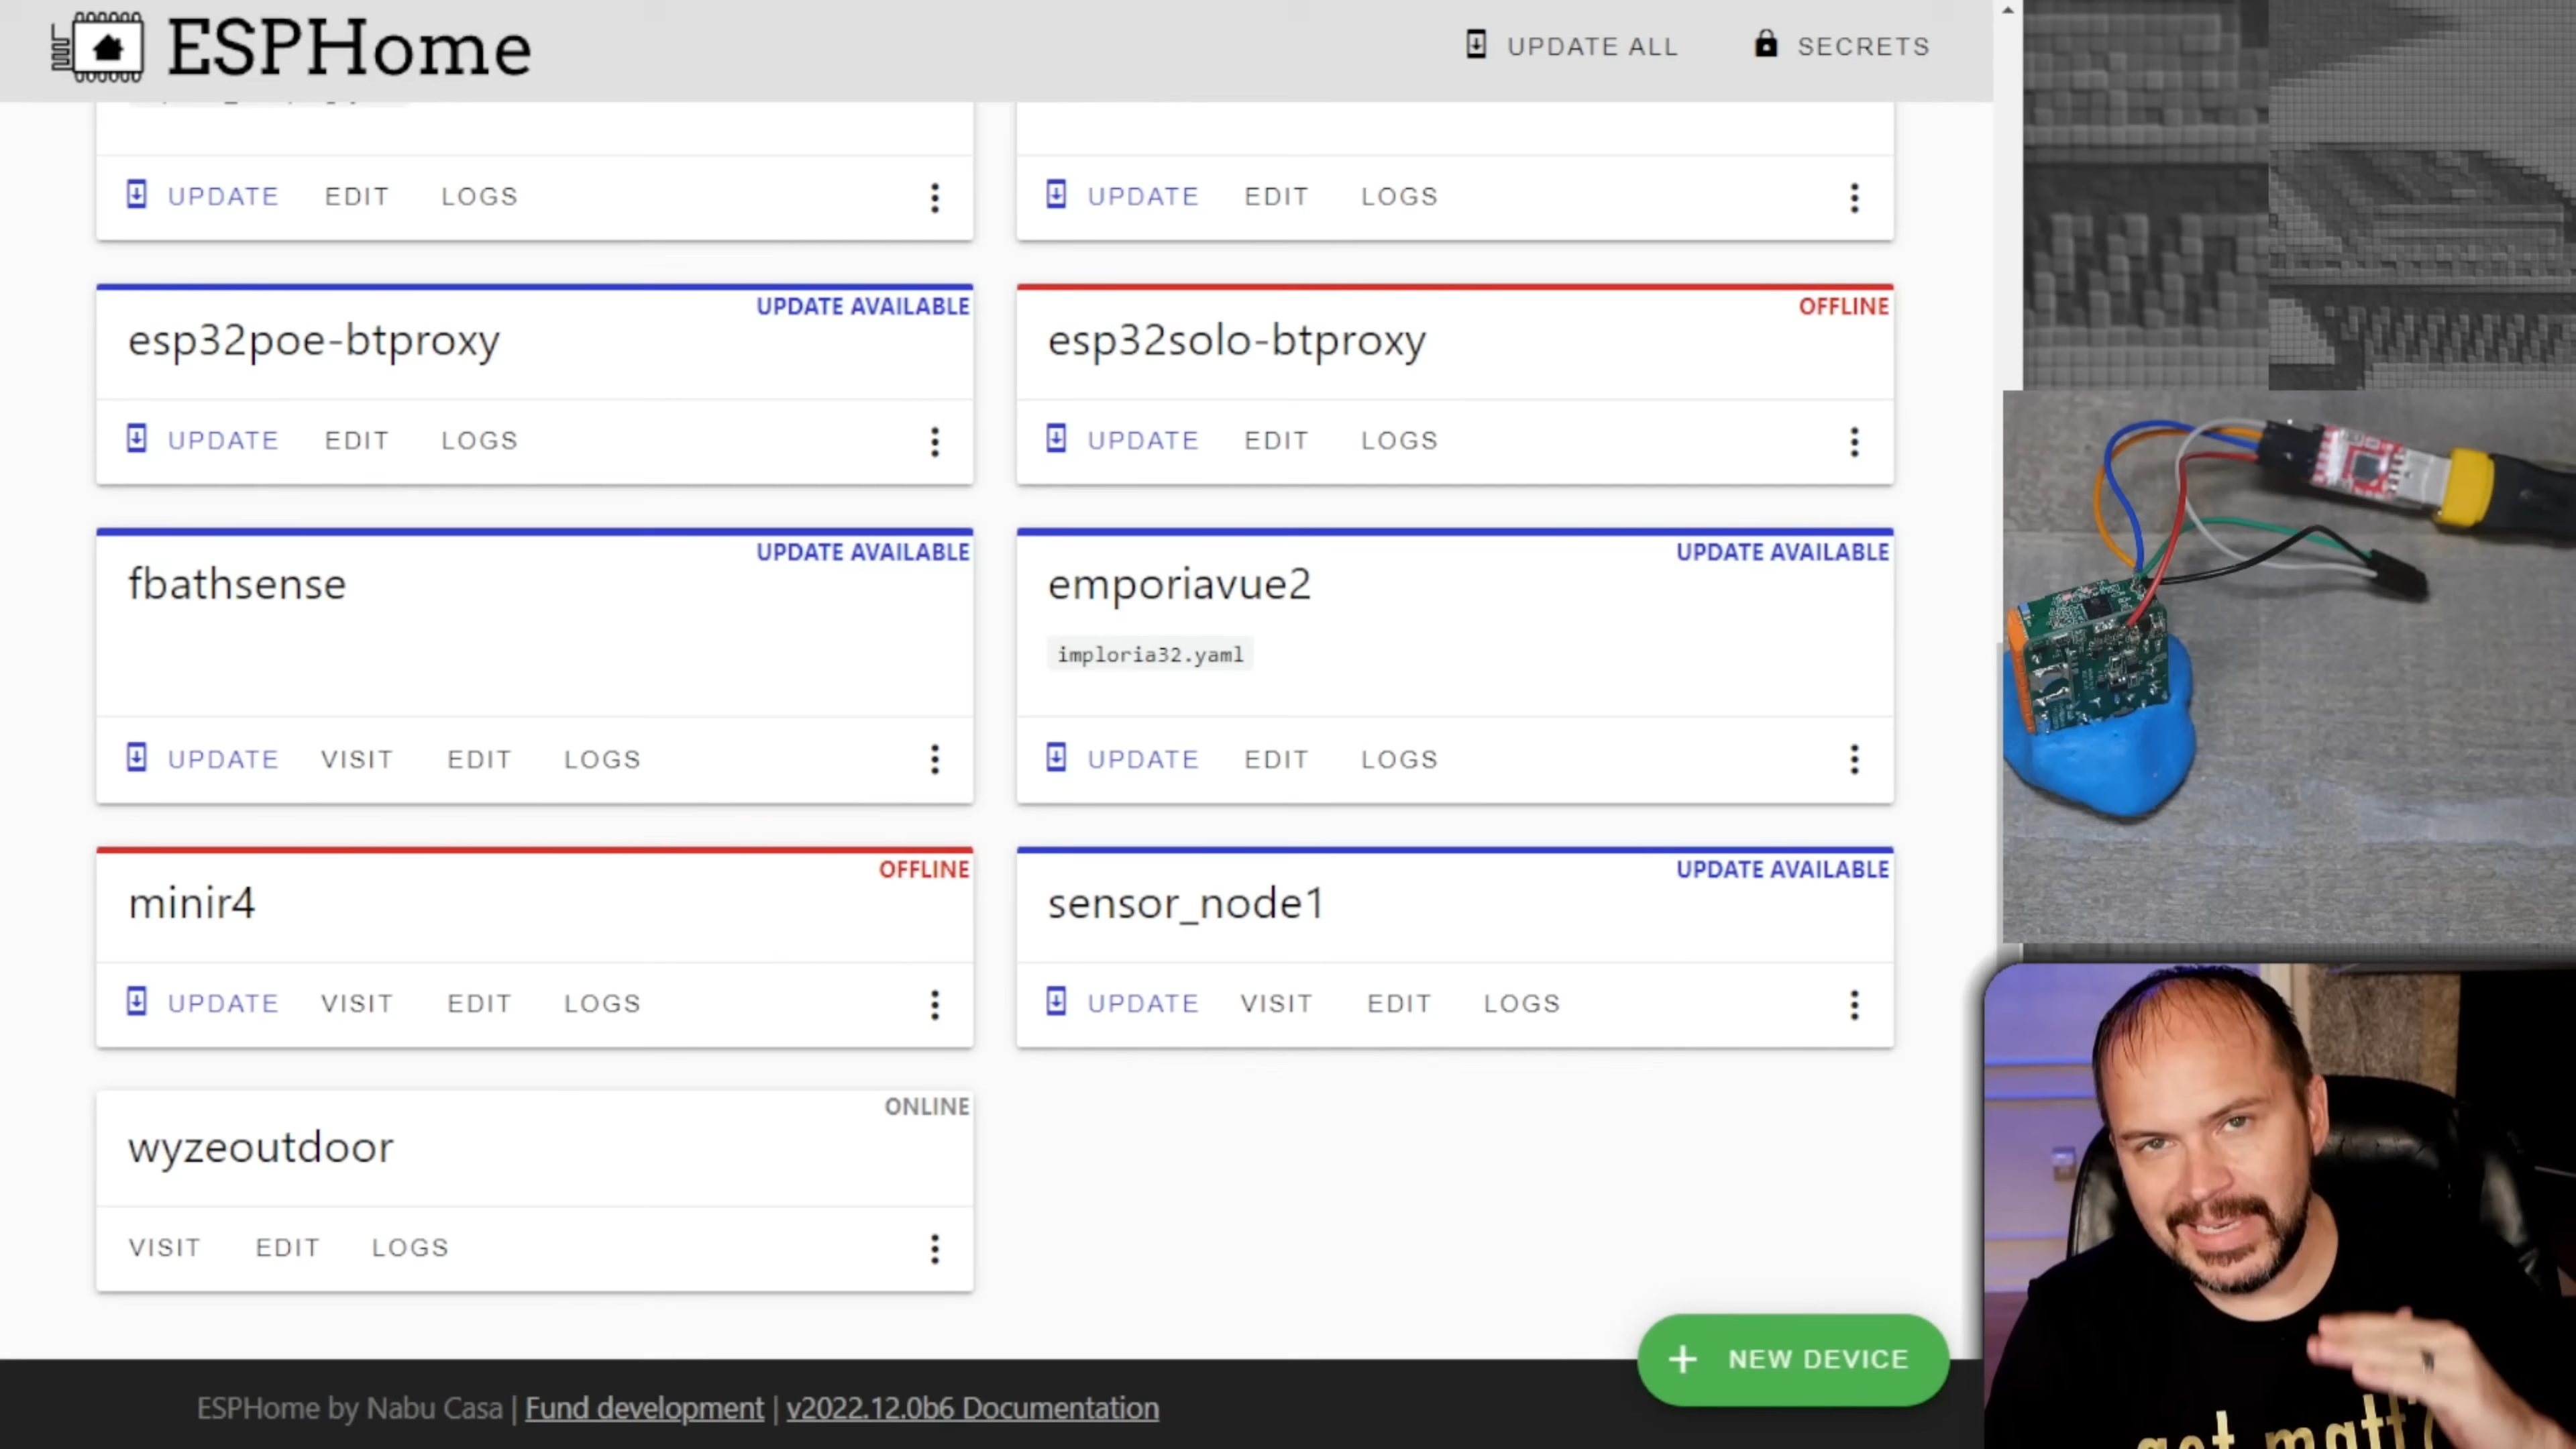 ESPHome
UPDATE ALL
SECRETS
UPDATE EDIT LOGS
UPDATE EDIT LOGS
UPDATE AVAILABLE
esp32poe-btproxy
UPDATE EDIT LOGS
OFFLINE
esp32solo-btproxy
UPDATE EDIT LOGS
UPDATE AVAILABLE
fbathsense
UPDATE VISIT EDIT LOGS
UPDATE AVAILABLE
emporiavue2
imploria32.yaml
UPDATE EDIT LOGS
OFFLINE
minir4
UPDATE VISIT EDIT LOGS
UPDATE AVAILABLE
sensor_node1
UPDATE VISIT EDIT LOGS
ONLINE
wyzeoutdoor
VISIT EDIT LOGS
+ NEW DEVICE
ESPHome by Nabu Casa | Fund development | v2022.12.0b6 Documentation
got matt?